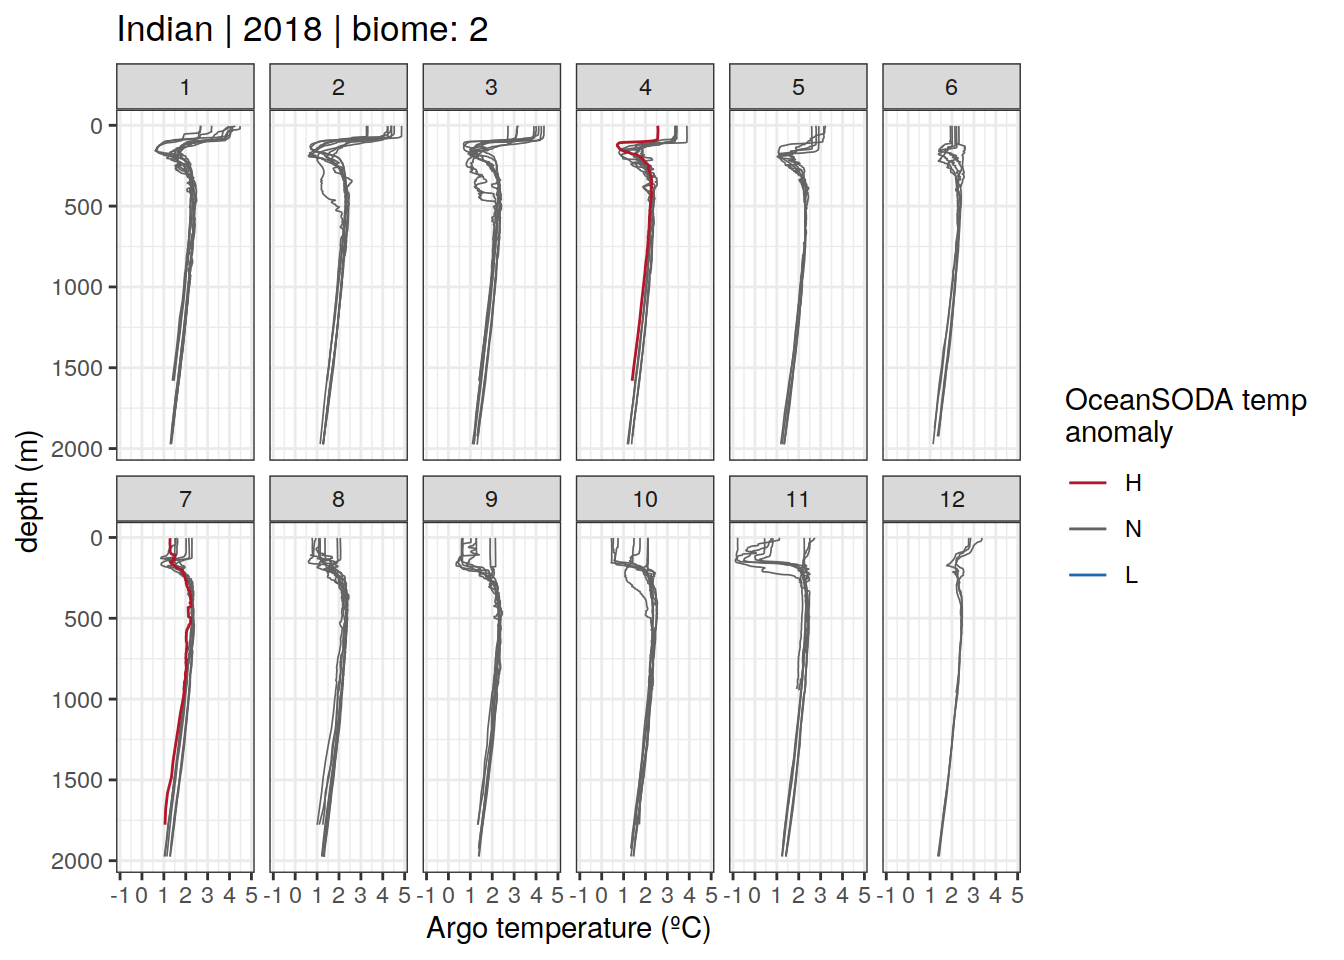 Indian | 2018 | biome: 2
1 2 3 4 5 6
0
500
1000
1500
2000
7 8 9 10 11 12
0
500
1000
1500
2000
-1 0 1 2 3 4 5 -1 0 1 2 3 4 5 -1 0 1 2 3 4 5 -1 0 1 2 3 4 5 -1 0 1 2 3 4 5 -1 0 1 2 3 4 5
Argo temperature (ºC)
depth (m)
OceanSODA temp
anomaly
H
N
L